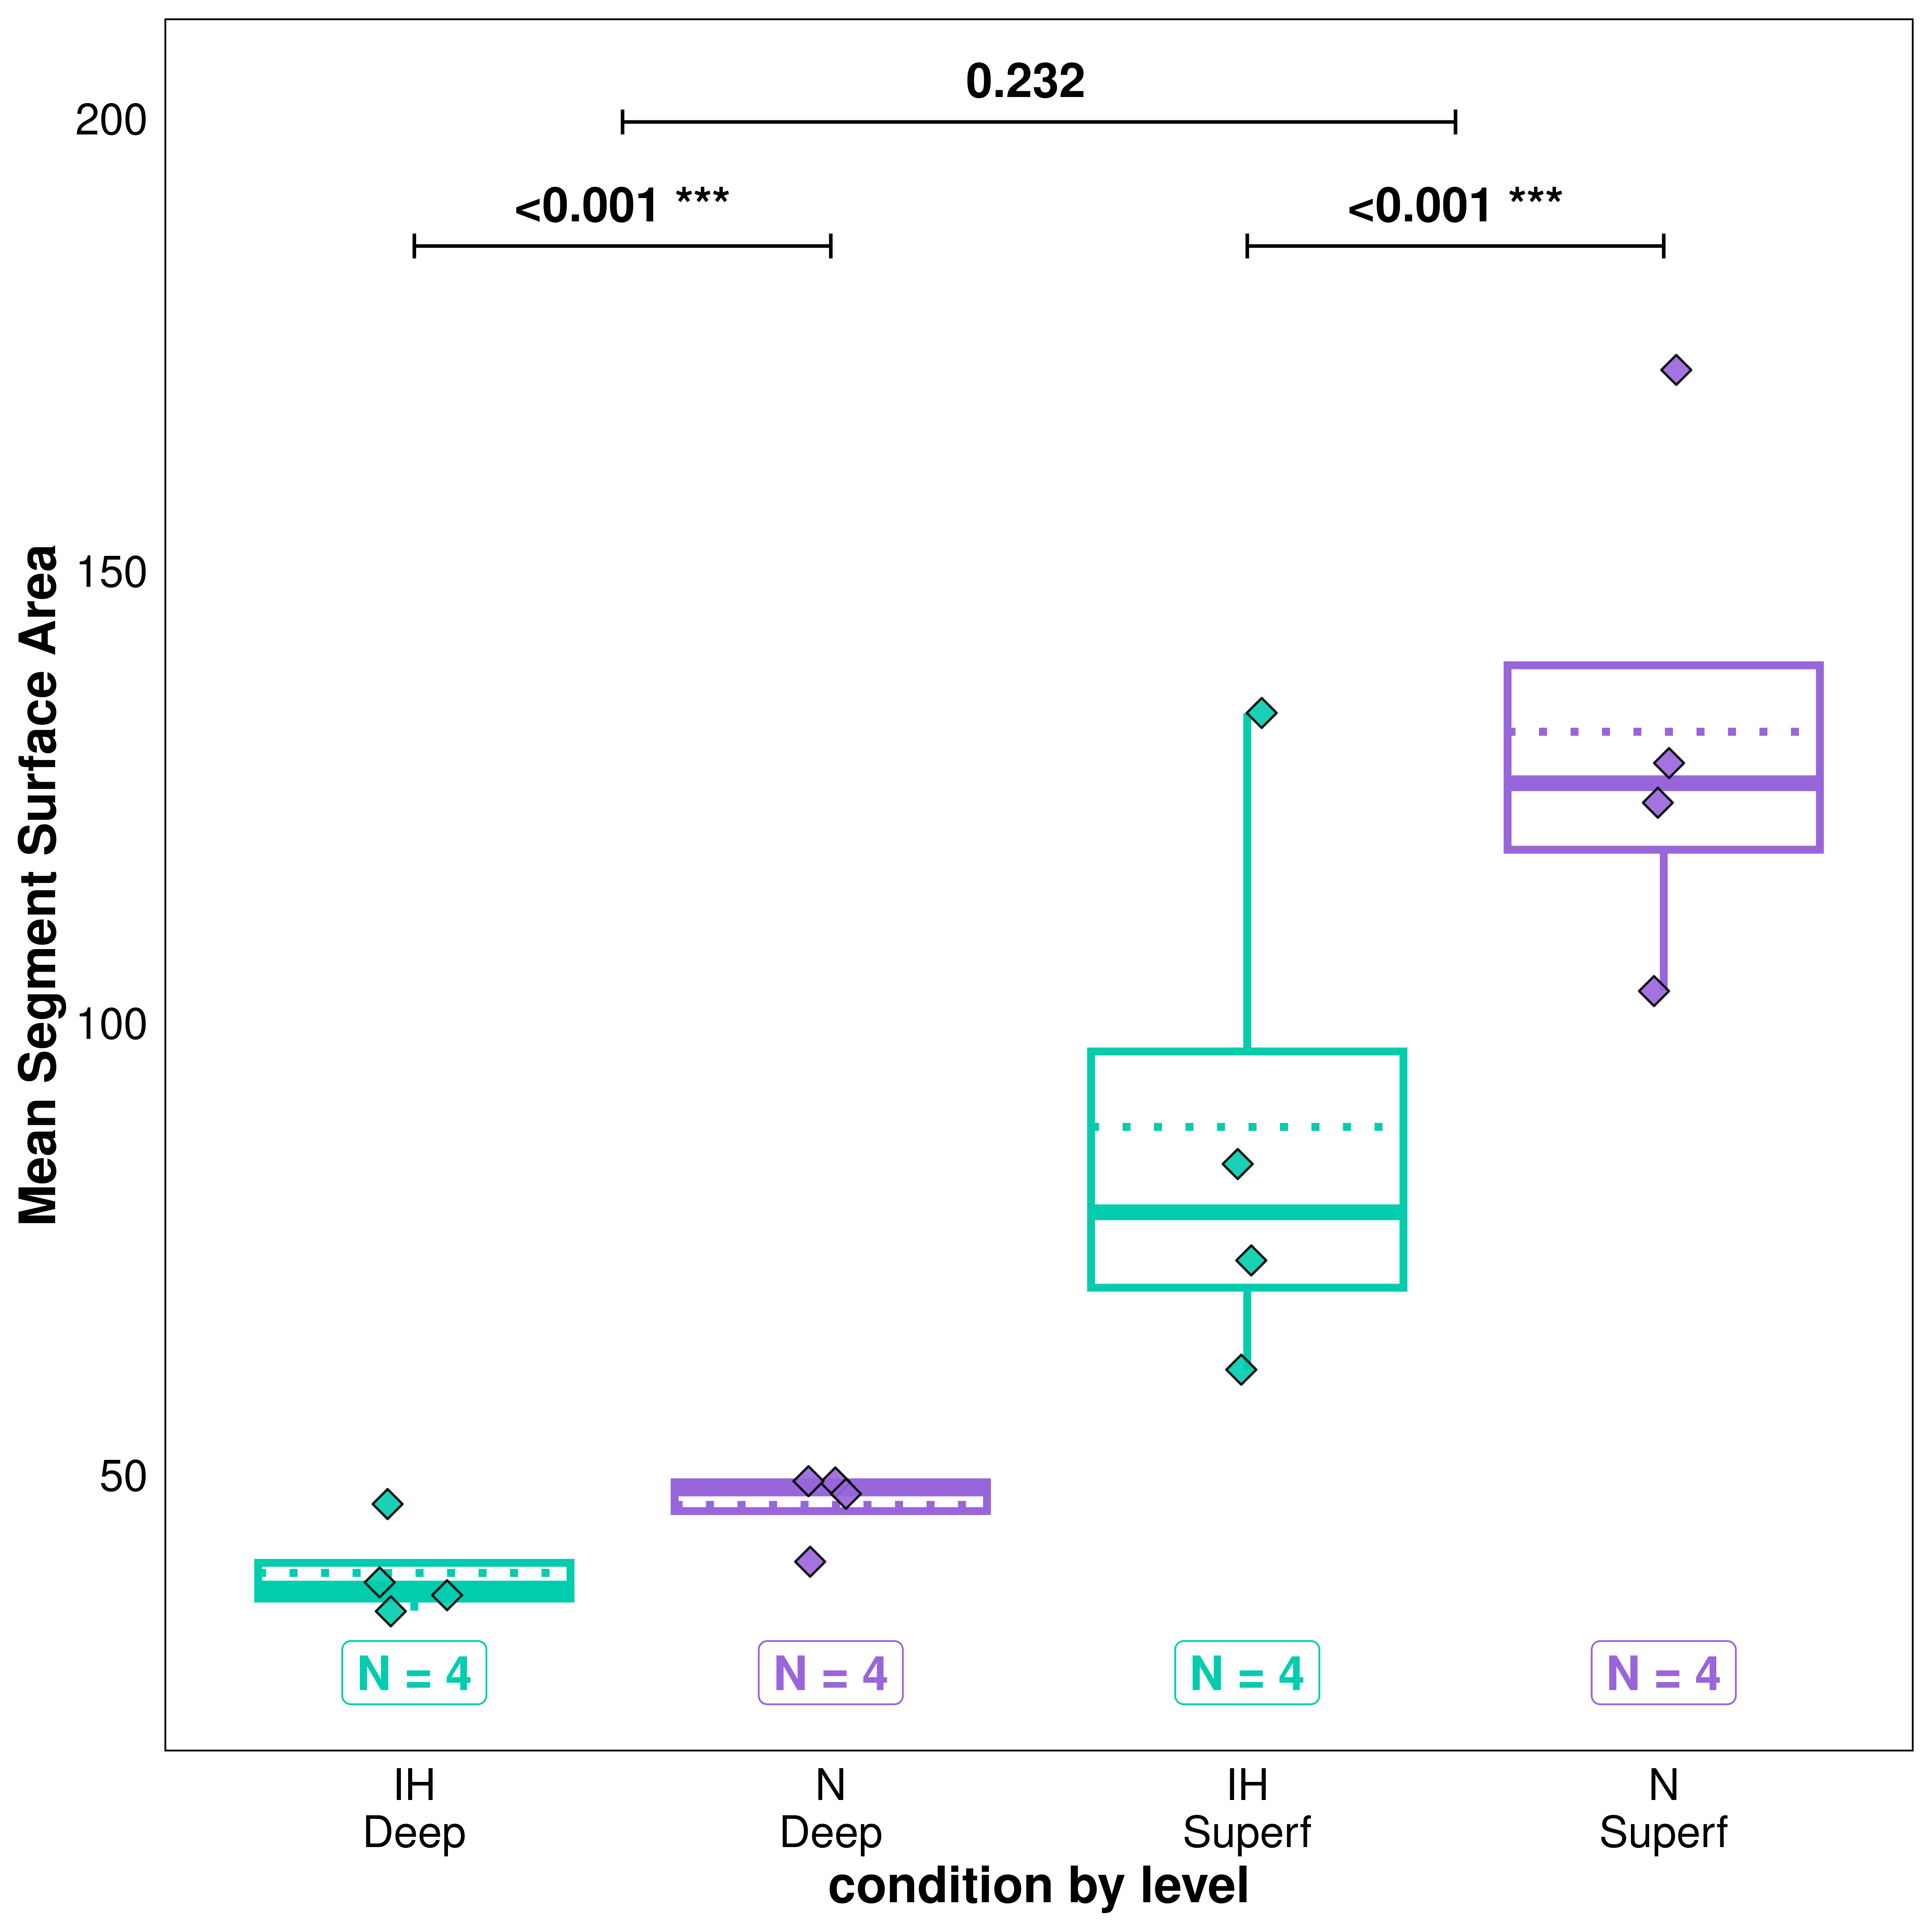 0.232
<0.001 ***
<0.001 ***
200
150
100
50
Mean Segment Surface Area
N = 4
N = 4
N = 4
N = 4
IH
Deep
N
Deep
IH
Superf
N
Superf
condition by level